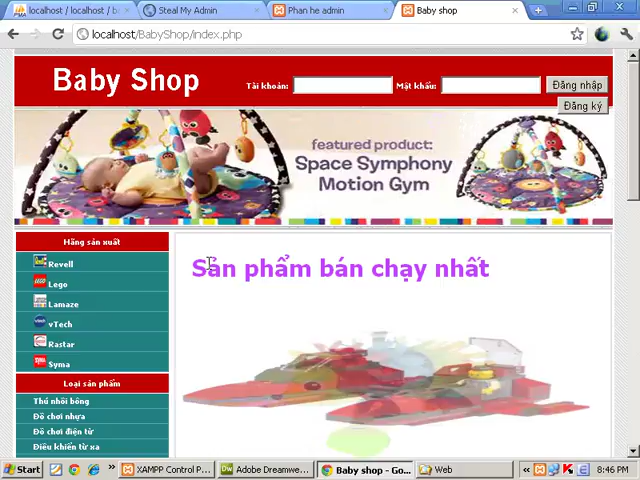 localhost / localhost / b
Steal My Admin
Phan he admin
Baby shop
localhost/BabyShop/index.php
Baby Shop
Tài khoản:
Mật khẩu:
Đăng nhập
Đăng ký
featured product:
Space Symphony
Motion Gym
Hãng sản xuất
Revell
Lego
Lamaze
vTech
Rastar
Syma
Loại sản phẩm
Thú nhồi bông
Đồ chơi nhựa
Đồ chơi điện tử
Điều khiển từ xa
Sản phẩm bán chạy nhất
Start
XAMPP Control P...
Adobe Dreamwe...
Baby shop - Go...
Web
8:46 PM